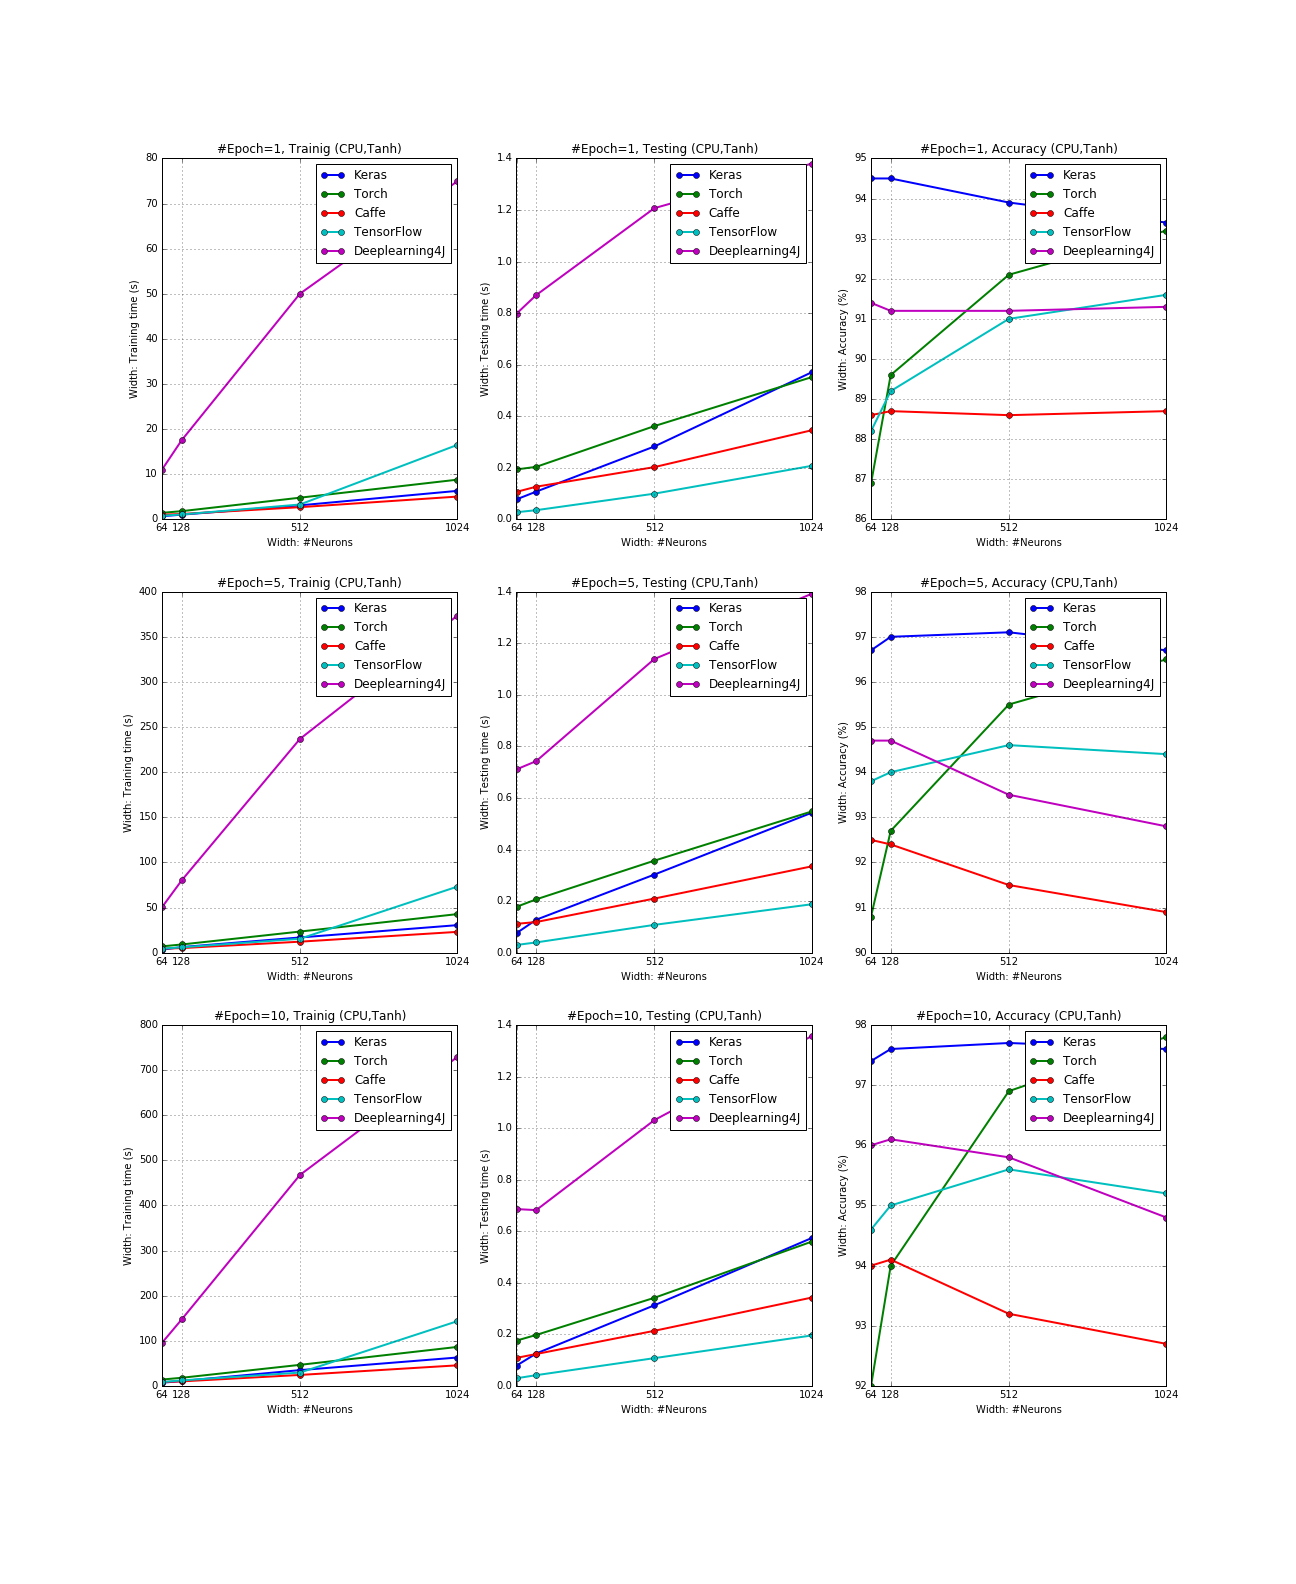 #Epoch=1, Trainig (CPU,Tanh)
Width: Training time (s)
80
70
60
50
40
30
20
10
0
Keras
Torch
Caffe
TensorFlow
Deeplearning4J
64 128 512 1024
Width: #Neurons
#Epoch=1, Testing (CPU,Tanh)
Width: Testing time (s)
1.4
1.2
1.0
0.8
0.6
0.4
0.2
0.0
Keras
Torch
Caffe
TensorFlow
Deeplearning4J
64 128 512 1024
Width: #Neurons
#Epoch=1, Accuracy (CPU,Tanh)
Width: Accuracy (%)
95
94
93
92
91
90
89
88
87
86
Keras
Torch
Caffe
TensorFlow
Deeplearning4J
64 128 512 1024
Width: #Neurons
#Epoch=5, Trainig (CPU,Tanh)
Width: Training time (s)
400
350
300
250
200
150
100
50
0
Keras
Torch
Caffe
TensorFlow
Deeplearning4J
64 128 512 1024
Width: #Neurons
#Epoch=5, Testing (CPU,Tanh)
Width: Testing time (s)
1.4
1.2
1.0
0.8
0.6
0.4
0.2
0.0
Keras
Torch
Caffe
TensorFlow
Deeplearning4J
64 128 512 1024
Width: #Neurons
#Epoch=5, Accuracy (CPU,Tanh)
Width: Accuracy (%)
98
97
96
95
94
93
92
91
90
Keras
Torch
Caffe
TensorFlow
Deeplearning4J
64 128 512 1024
Width: #Neurons
#Epoch=10, Trainig (CPU,Tanh)
Width: Training time (s)
800
700
600
500
400
300
200
100
0
Keras
Torch
Caffe
TensorFlow
Deeplearning4J
64 128 512 1024
Width: #Neurons
#Epoch=10, Testing (CPU,Tanh)
Width: Testing time (s)
1.4
1.2
1.0
0.8
0.6
0.4
0.2
0.0
Keras
Torch
Caffe
TensorFlow
Deeplearning4J
64 128 512 1024
Width: #Neurons
#Epoch=10, Accuracy (CPU,Tanh)
Width: Accuracy (%)
98
97
96
95
94
93
92
Keras
Torch
Caffe
TensorFlow
Deeplearning4J
64 128 512 1024
Width: #Neurons